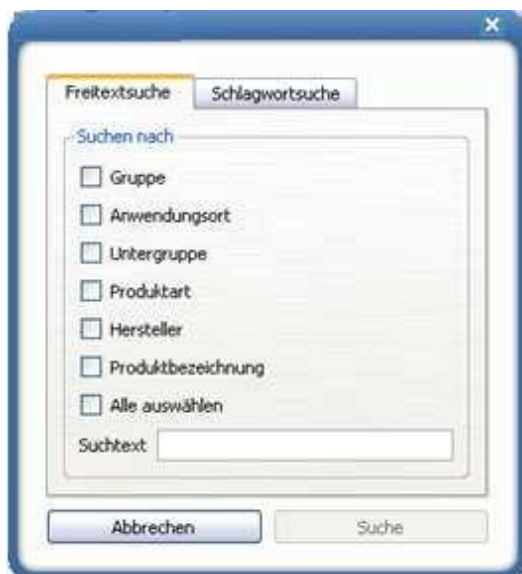 Freitextsuche
Schlagwortsuche
Suchen nach
Gruppe
Anwendungsort
Untergruppe
Produktart
Hersteller
Produktbezeichnung
Alle auswählen
Suchtext
Abbrechen
Suche